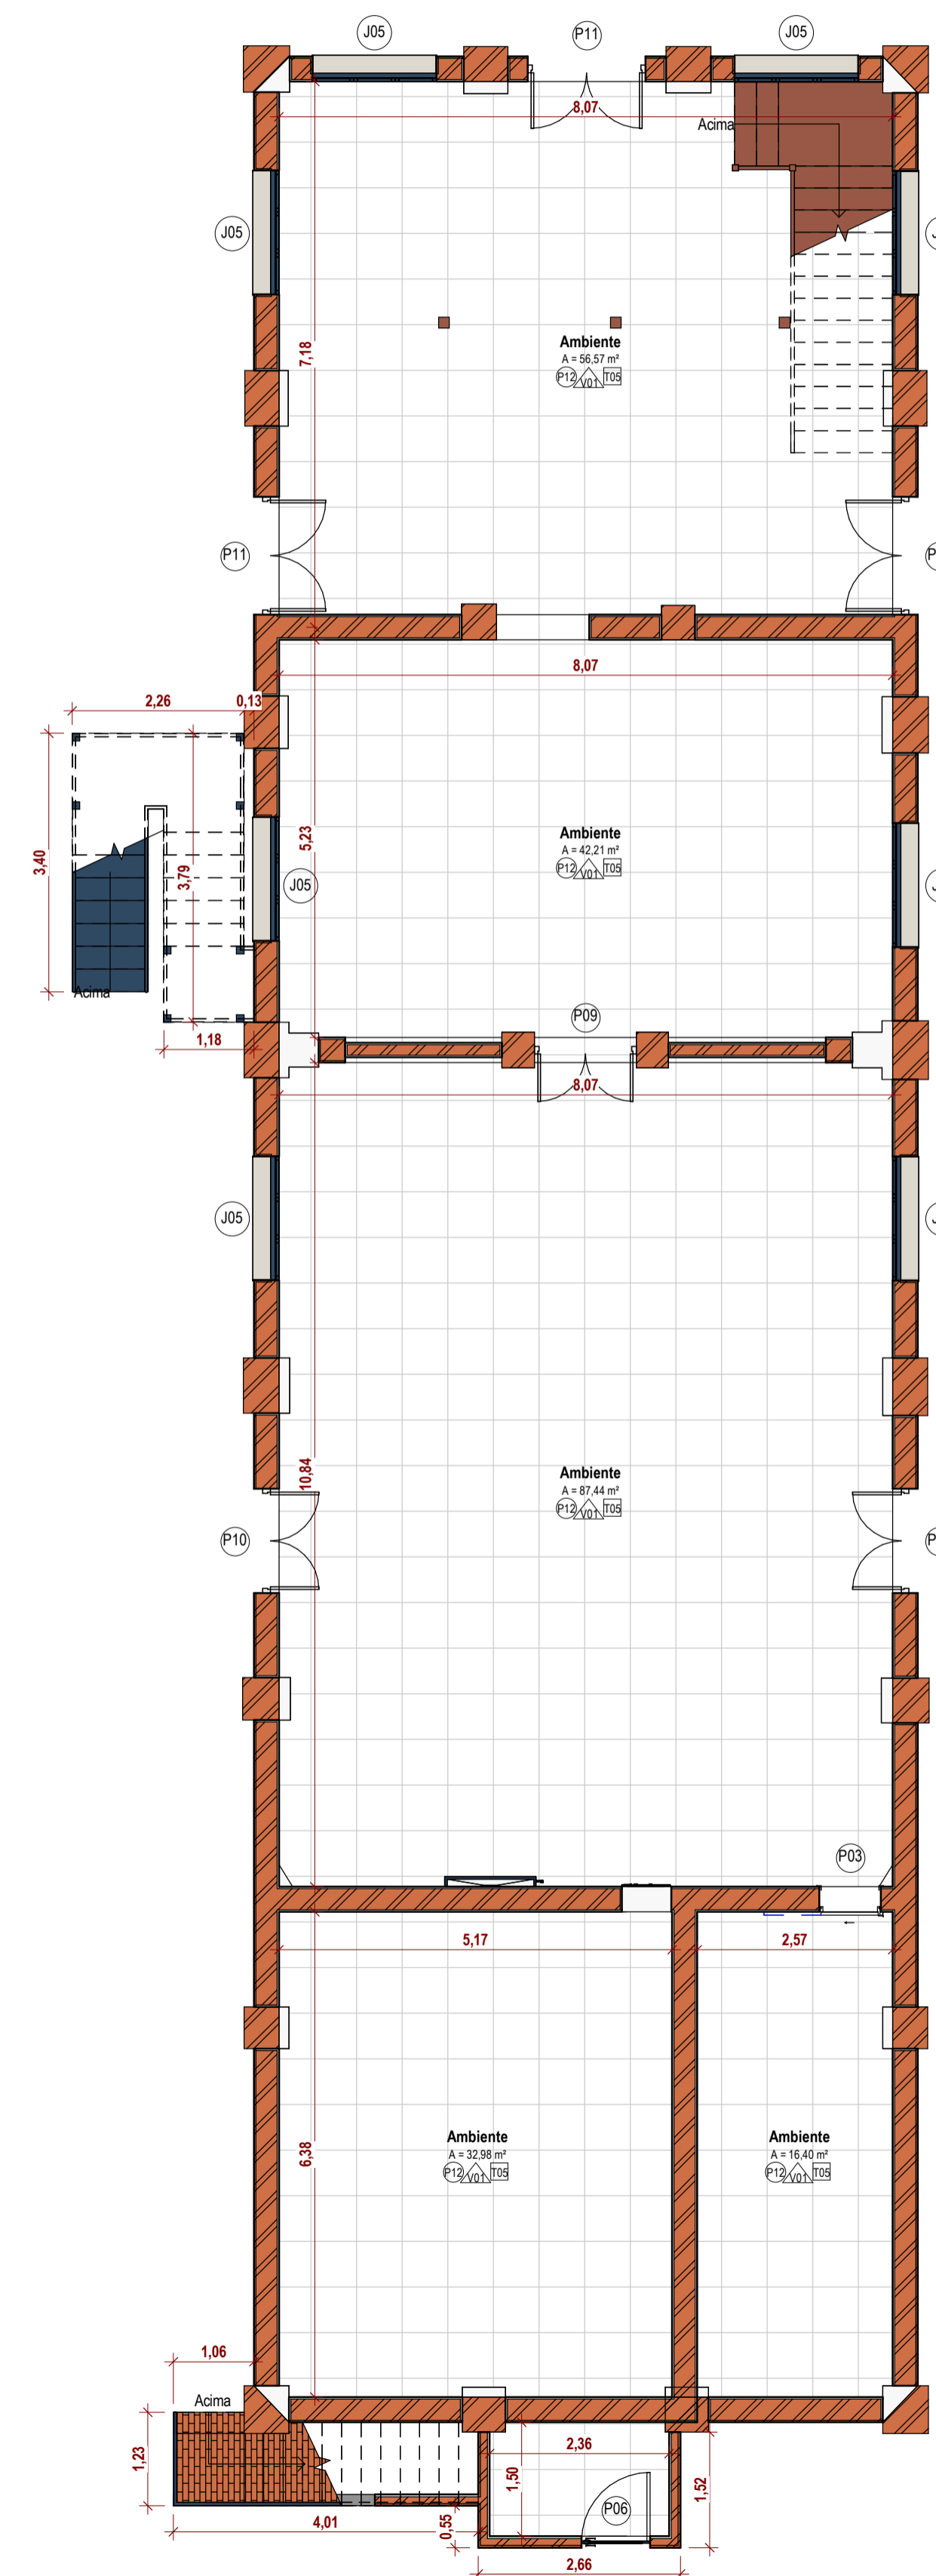 J05
P11
J05
8,07
Acima
J05
J
7,18
Ambiente
A = 56,57 m²
P12 V01 T05
P11
P
8,07
2,26
0,13
3,40
3,79
5,23
Ambiente
A = 42,21 m²
P12 V01 T05
J05
J
Acima
P09
1,18
8,07
J05
J
10,84
Ambiente
A = 87,44 m²
P12 V01 T05
P10
P
P03
5,17
2,57
6,38
Ambiente
A = 32,98 m²
P12 V01 T05
Ambiente
A = 16,40 m²
P12 V01 T05
1,06
Acima
1,23
2,36
1,50
1,52
P06
4,01
0,55
2,66